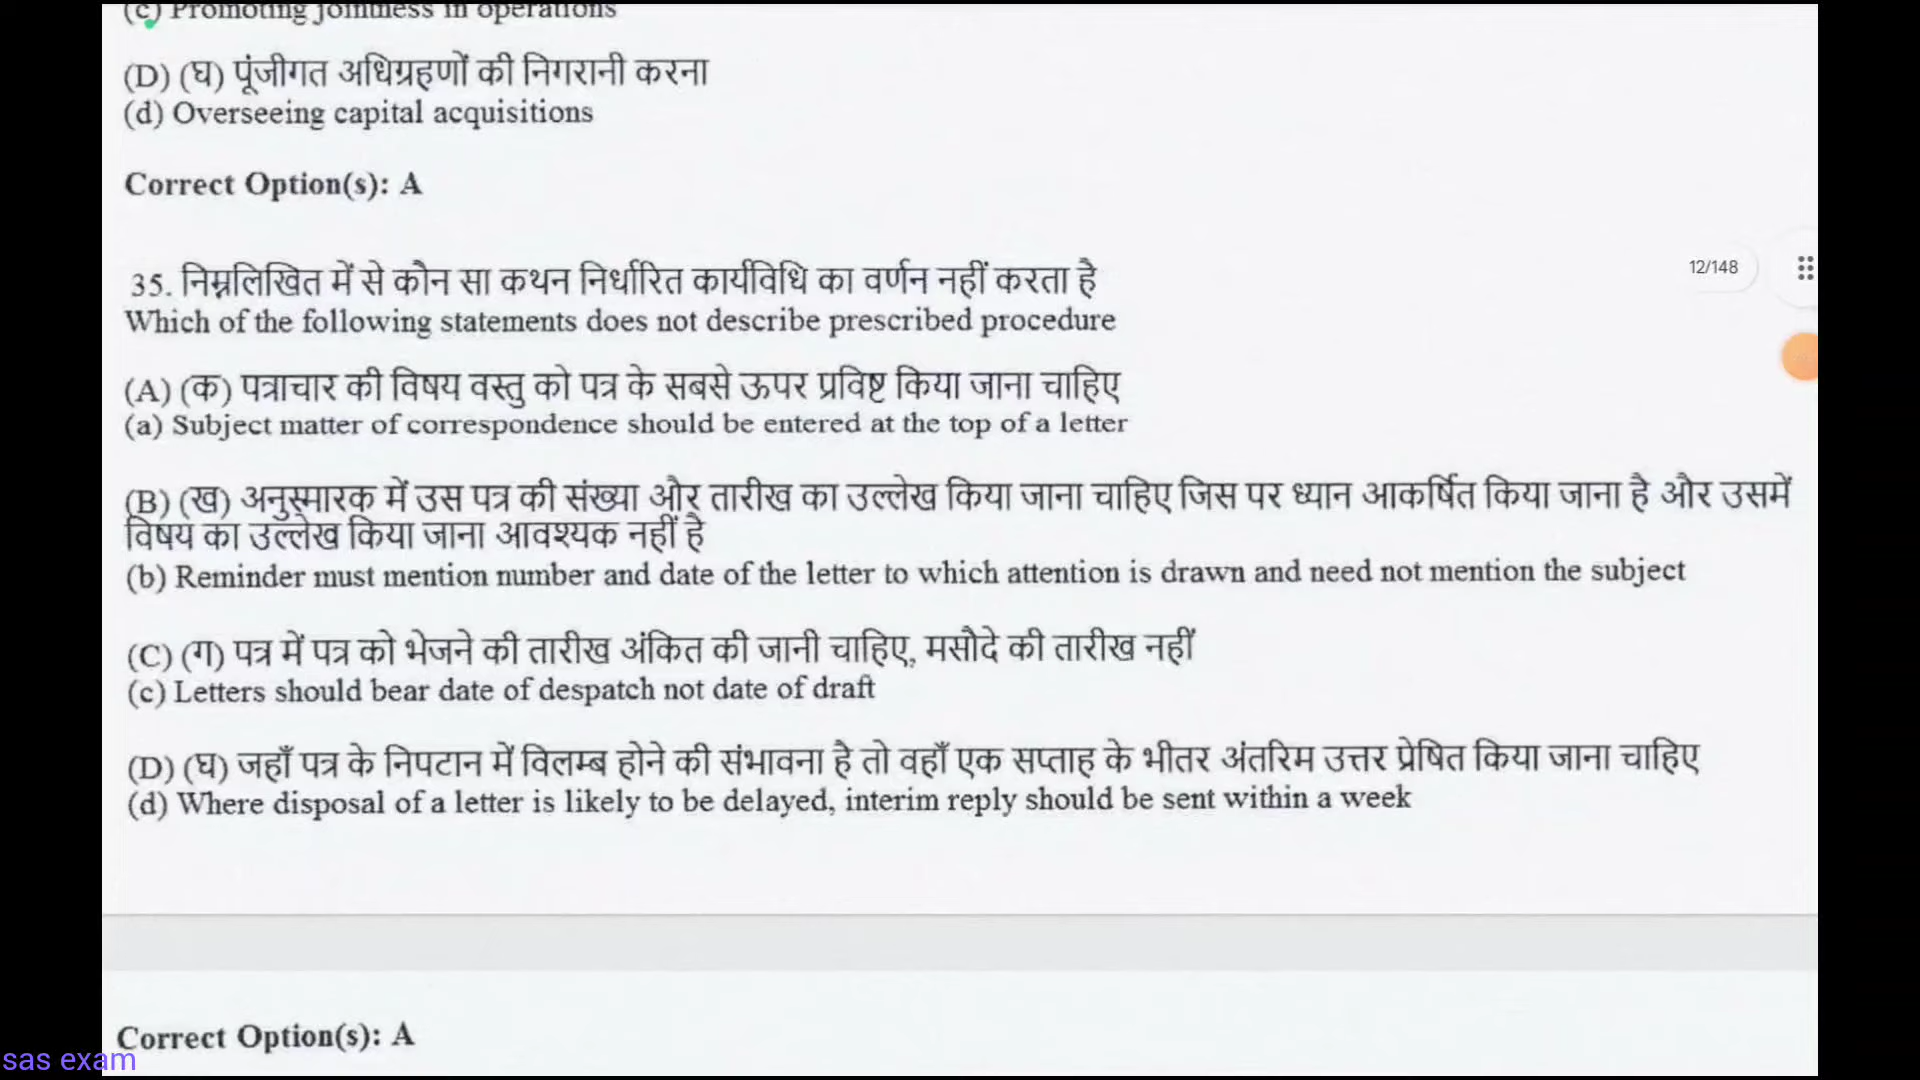 (c) Promoting jointness in operations
(D) (घ) पूंजीगत अधिग्रहणों की निगरानी करना
(d) Overseeing capital acquisitions
Correct Option(s): A
35. निम्नलिखित में से कौन सा कथन निर्धारित कार्यविधि का वर्णन नहीं करता है
12/148
Which of the following statements does not describe prescribed procedure
(A) (क) पत्राचार की विषय वस्तु को पत्र के सबसे ऊपर प्रविष्ट किया जाना चाहिए
(a) Subject matter of correspondence should be entered at the top of a letter
(B) (ख) अनुस्मारक में उस पत्र की संख्या और तारीख का उल्लेख किया जाना चाहिए जिस पर ध्यान आकर्षित किया जाना है और उसमें
विषय का उल्लेख किया जाना आवश्यक नहीं है
(b) Reminder must mention number and date of the letter to which attention is drawn and need not mention the subject
(C) (ग) पत्र में पत्र को भेजने की तारीख अंकित की जानी चाहिए, मसौदे की तारीख नहीं
(c) Letters should bear date of despatch not date of draft
(D) (घ) जहाँ पत्र के निपटान में विलम्ब होने की संभावना है तो वहाँ एक सप्ताह के भीतर अंतरिम उत्तर प्रेषित किया जाना चाहिए
(d) Where disposal of a letter is likely to be delayed, interim reply should be sent within a week
Correct Option(s): A
sas exam